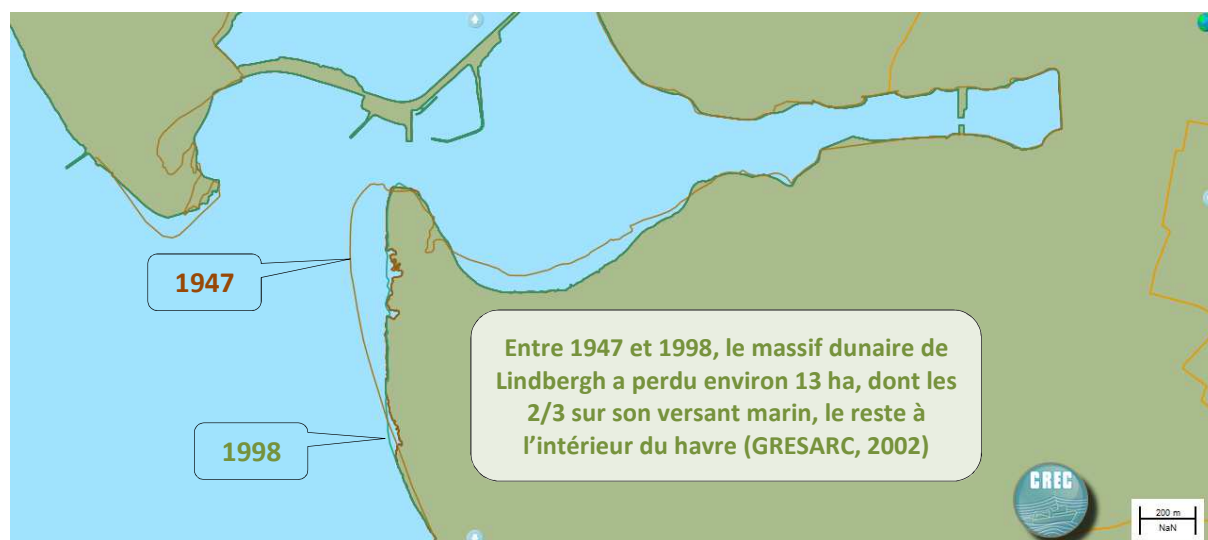 1947
Entre 1947 et 1998, le massif dunaire de
Lindbergh a perdu environ 13 ha, dont les
2/3 sur son versant marin, le reste à
l’intérieur du havre (GRESARC, 2002)
1998
CREC
200 m
NaN